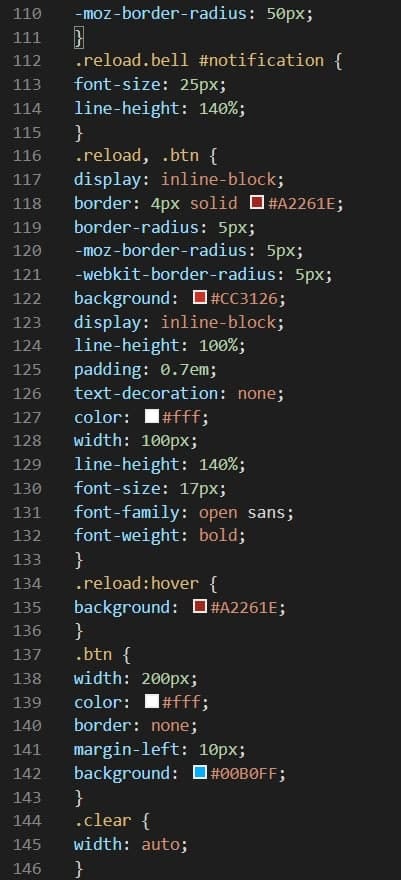 110 -moz-border-radius: 50px;
111 }
112 .reload.bell #notification {
113 font-size: 25px;
114 line-height: 140%;
115 }
116 .reload, .btn {
117 display: inline-block;
118 border: 4px solid #A2261E;
119 border-radius: 5px;
120 -moz-border-radius: 5px;
121 -webkit-border-radius: 5px;
122 background: #CC3126;
123 display: inline-block;
124 line-height: 100%;
125 padding: 0.7em;
126 text-decoration: none;
127 color: #fff;
128 width: 100px;
129 line-height: 140%;
130 font-size: 17px;
131 font-family: open sans;
132 font-weight: bold;
133 }
134 .reload:hover {
135 background: #A2261E;
136 }
137 .btn {
138 width: 200px;
139 color: #fff;
140 border: none;
141 margin-left: 10px;
142 background: #00B0FF;
143 }
144 .clear {
145 width: auto;
146 }